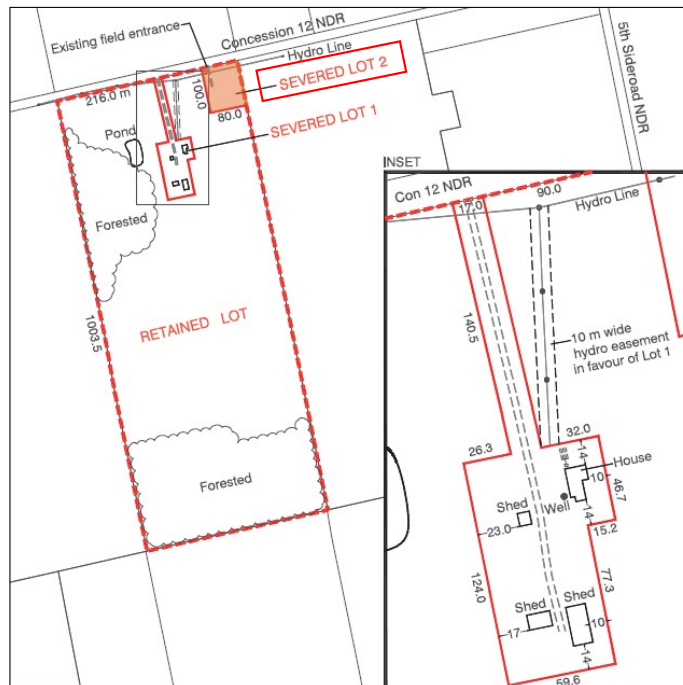 Existing field entrance
Concession 12 NDR
Hydro Line
SEVERED LOT 2
216.0 m
100.0
80.0
Pond
SEVERED LOT 1
Forested
1003.5
RETAINED LOT
Forested
5th Sideroad NDR
INSET
Con 12 NDR
17.0
90.0
Hydro Line
140.5
10 m wide
hydro easement
in favour of Lot 1
26.3
32.0
14
House
10
46.7
Well
14
15.2
Shed
23.0
124.0
77.3
Shed
Shed
17
10
14
59.6